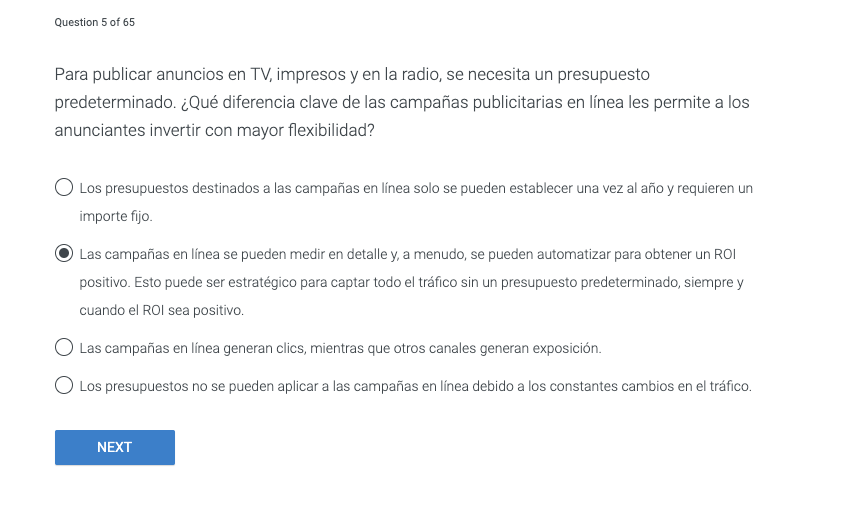 Question 5 of 65
Para publicar anuncios en TV, impresos y en la radio, se necesita un presupuesto
predeterminado. ¿Qué diferencia clave de las campañas publicitarias en línea les permite a los
anunciantes invertir con mayor flexibilidad?
Los presupuestos destinados a las campañas en línea solo se pueden establecer una vez al año y requieren un
importe fijo.
Las campañas en línea se pueden medir en detalle y, a menudo, se pueden automatizar para obtener un ROI
positivo. Esto puede ser estratégico para captar todo el tráfico sin un presupuesto predeterminado, siempre y
cuando el ROI sea positivo.
Las campañas en línea generan clics, mientras que otros canales generan exposición.
Los presupuestos no se pueden aplicar a las campañas en línea debido a los constantes cambios en el tráfico.
NEXT